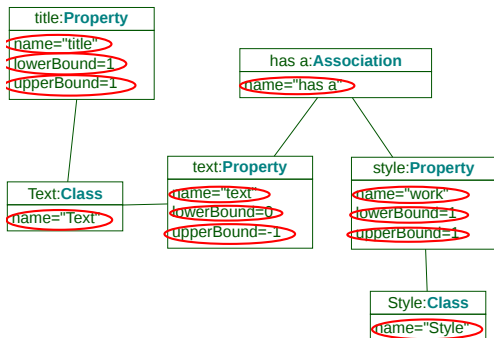 title:Property
name="title"
lowerBound=1
upperBound=1
has a:Association
name="has a"
Text:Class
name="Text"
text:Property
name="text"
lowerBound=0
upperBound=-1
style:Property
name="work"
lowerBound=1
upperBound=1
Style:Class
name="Style"